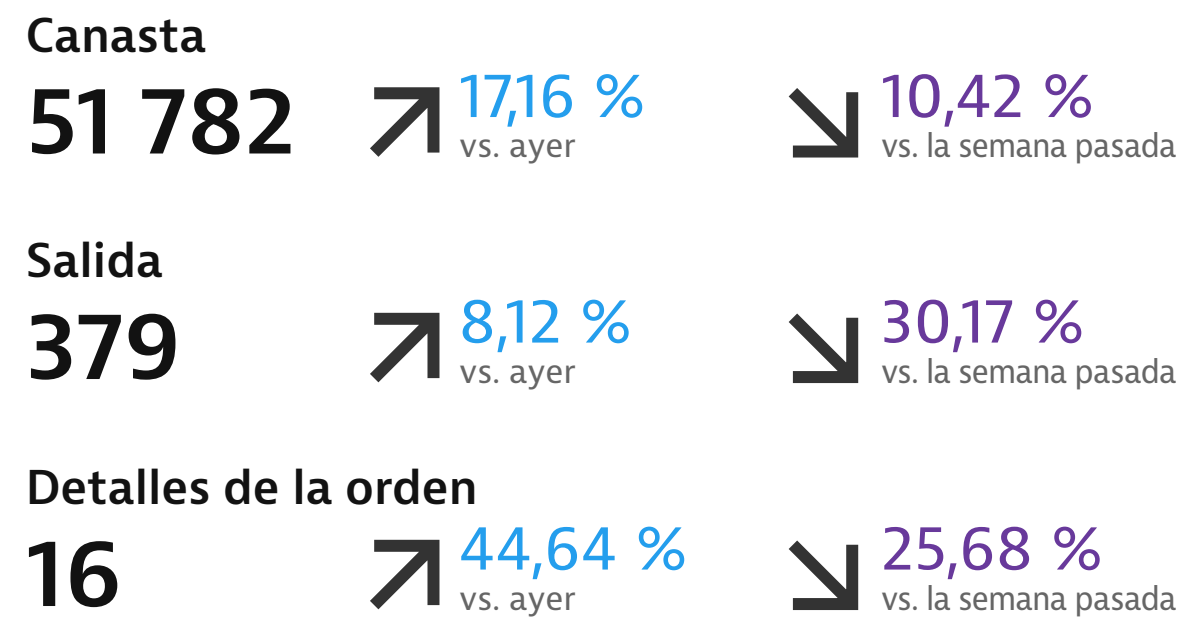 Canasta
51 782
17,16 %
vs. ayer
10,42 %
vs. la semana pasada
Salida
379
8,12 %
vs. ayer
30,17 %
vs. la semana pasada
Detalles de la orden
16
44,64 %
vs. ayer
25,68 %
vs. la semana pasada